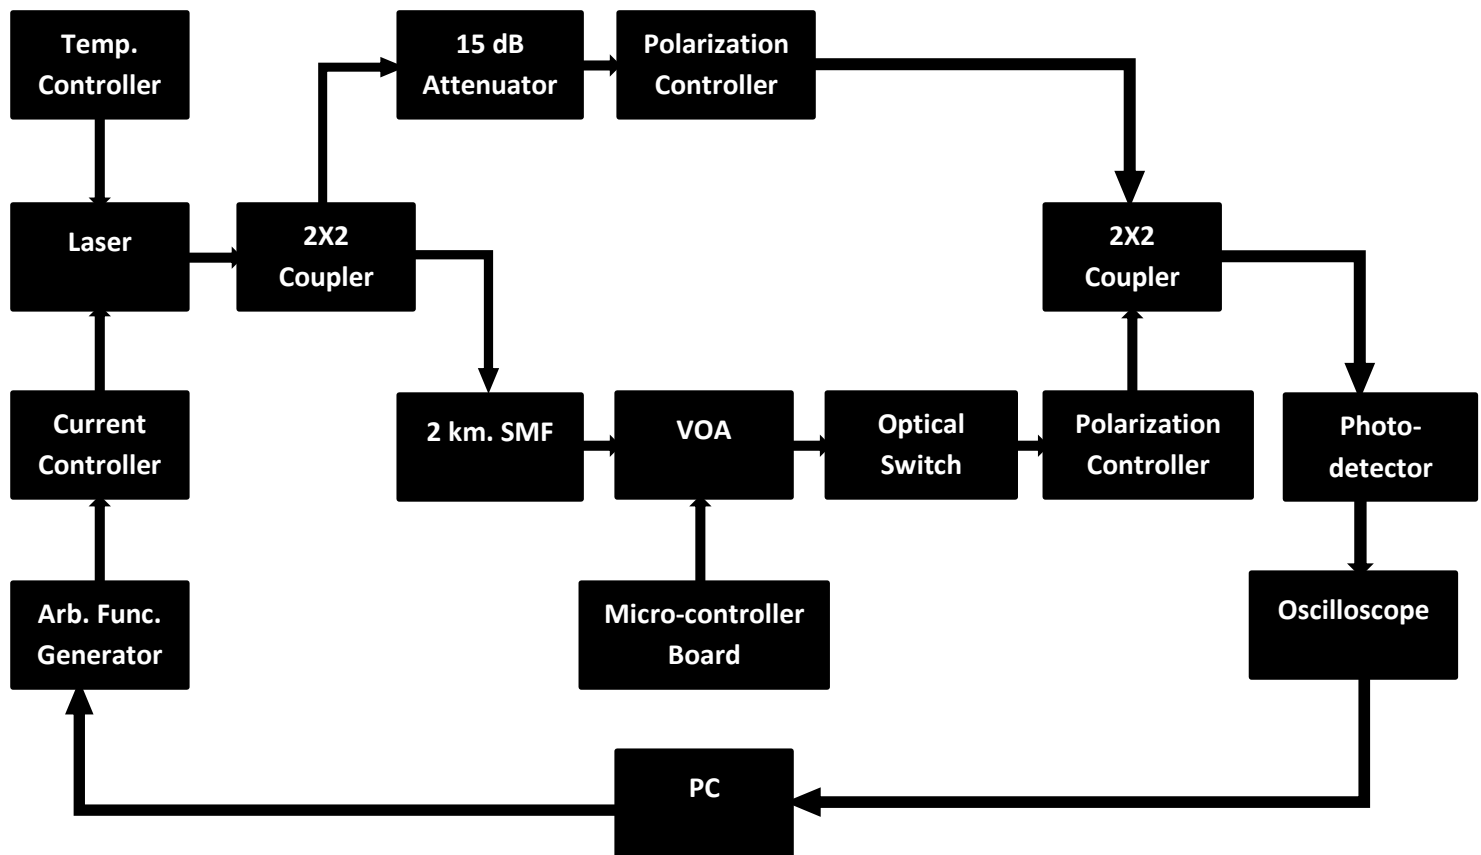 Temp.
Controller
15 dB
Attenuator
Polarization
Controller
Laser
2X2
Coupler
2X2
Coupler
Current
Controller
2 km. SMF
VOA
Optical
Switch
Polarization
Controller
Photo-
detector
Arb. Func.
Generator
Micro-controller
Board
Oscilloscope
PC